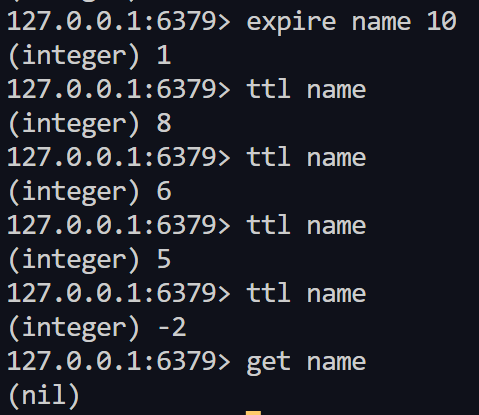 127.0.0.1:6379> expire name 10
(integer) 1
127.0.0.1:6379> ttl name
(integer) 8
127.0.0.1:6379> ttl name
(integer) 6
127.0.0.1:6379> ttl name
(integer) 5
127.0.0.1:6379> ttl name
(integer) -2
127.0.0.1:6379> get name
(nil)